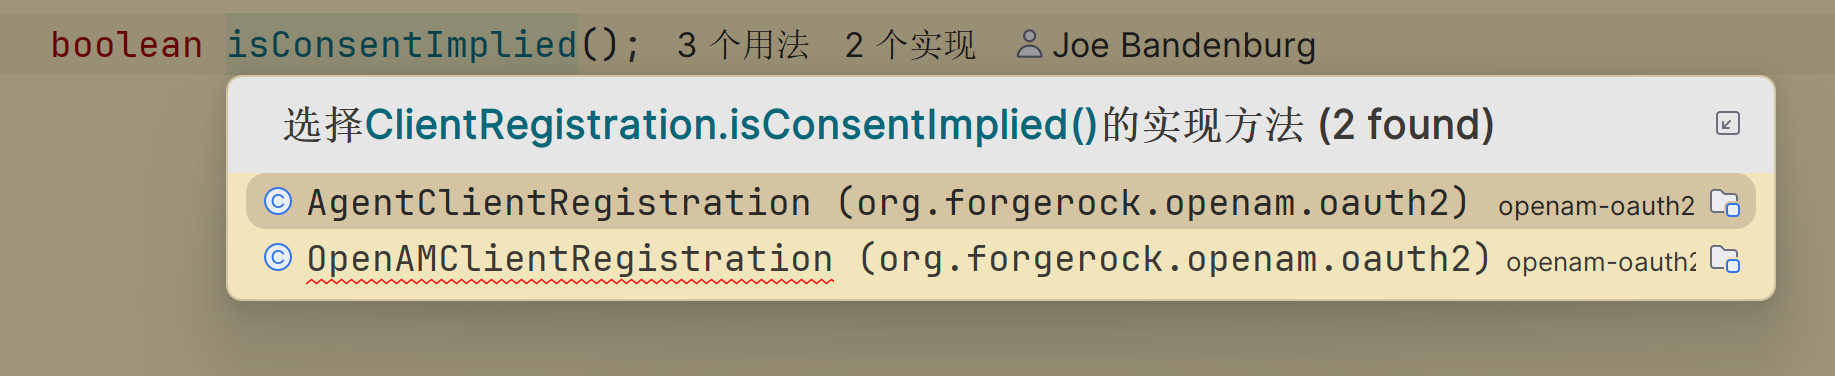 boolean isConsentImplied(); 3 个用法 2 个实现 Joe Bandenburg
选择ClientRegistration.isConsentImplied()的实现方法 (2 found)
AgentClientRegistration (org.forgerock.openam.oauth2) openam-oauth2
OpenAMClientRegistration (org.forgerock.openam.oauth2) openam-oauth2